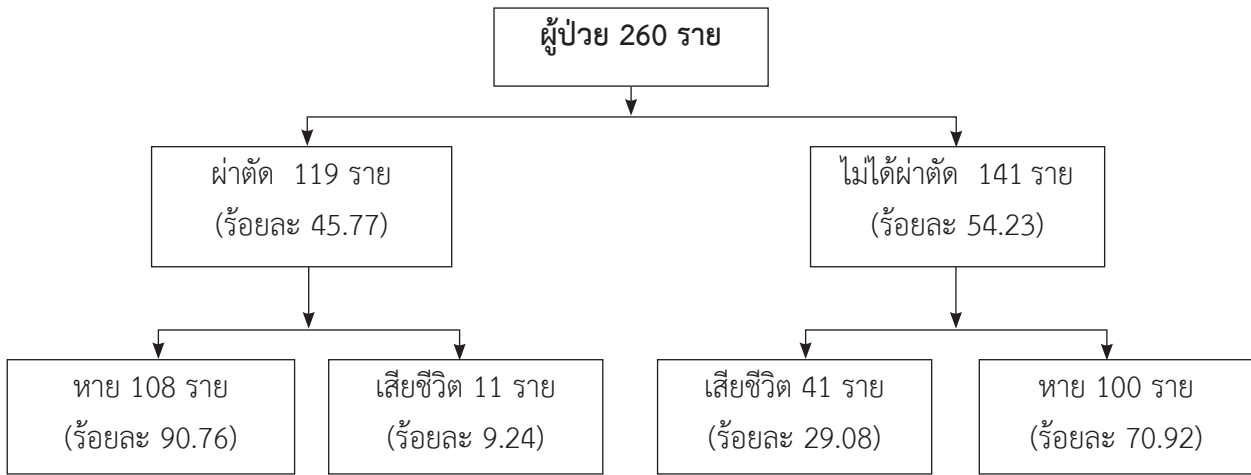 ผู้ป่วย 260 ราย
ผ่าตัด 119 ราย
(ร้อยละ 45.77)
ไม่ได้ผ่าตัด 141 ราย
(ร้อยละ 54.23)
หาย 108 ราย
(ร้อยละ 90.76)
เสียชีวิต 11 ราย
(ร้อยละ 9.24)
เสียชีวิต 41 ราย
(ร้อยละ 29.08)
หาย 100 ราย
(ร้อยละ 70.92)